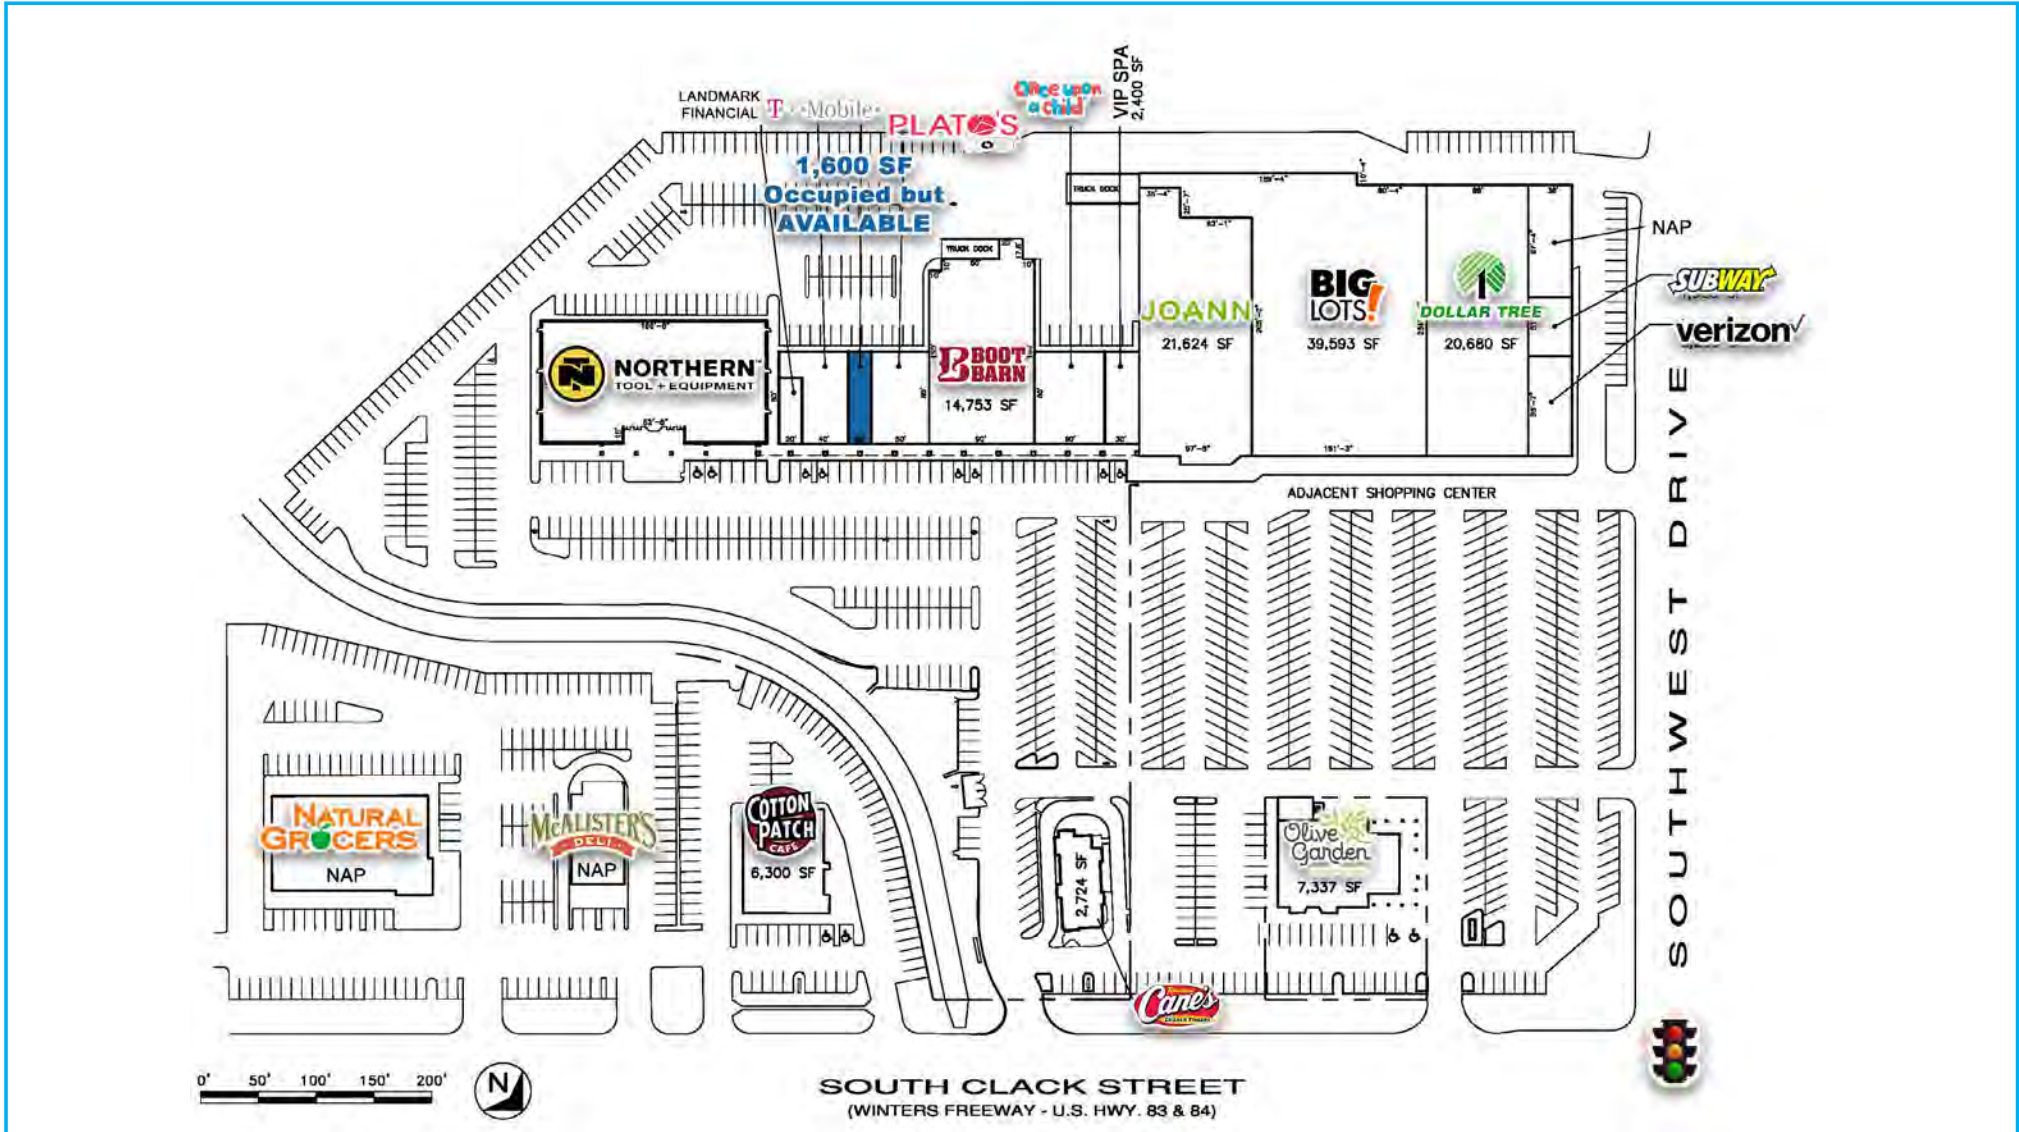 LANDMARK
FINANCIAL
T · · Mobile ·
PLATO'S
Once upon
a child
VIP SPA
2,400 SF
1,600 SF
Occupied but
AVAILABLE
TRUCK DOCK
TRUCK DOCK
NORTHERN
TOOL + EQUIPMENT
BOOT
BARN
14,753 SF
JOANN
21,624 SF
BIG
LOTS!
39,593 SF
DOLLAR TREE
20,680 SF
NAP
SUBWAY
verizon
ADJACENT SHOPPING CENTER
SOUTHWEST DRIVE
NATURAL
GROCERS
NAP
McALISTER'S
DELI
NAP
COTTON
PATCH
CAFE
6,300 SF
2,724 SF
Olive
Garden
7,337 SF
Cane's
0' 50' 100' 150' 200'
N
SOUTH CLACK STREET
(WINTERS FREEWAY - U.S. HWY. 83 & 84)